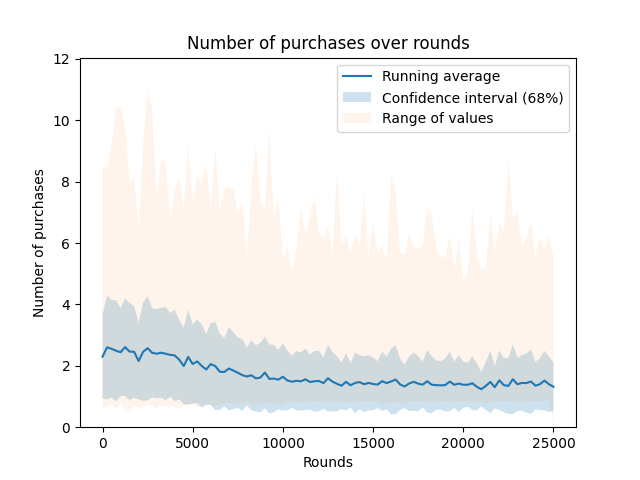 Number of purchases over rounds
Running average
Confidence interval (68%)
Range of values
Number of purchases
12
10
8
6
4
2
0
0 5000 10000 15000 20000 25000
Rounds